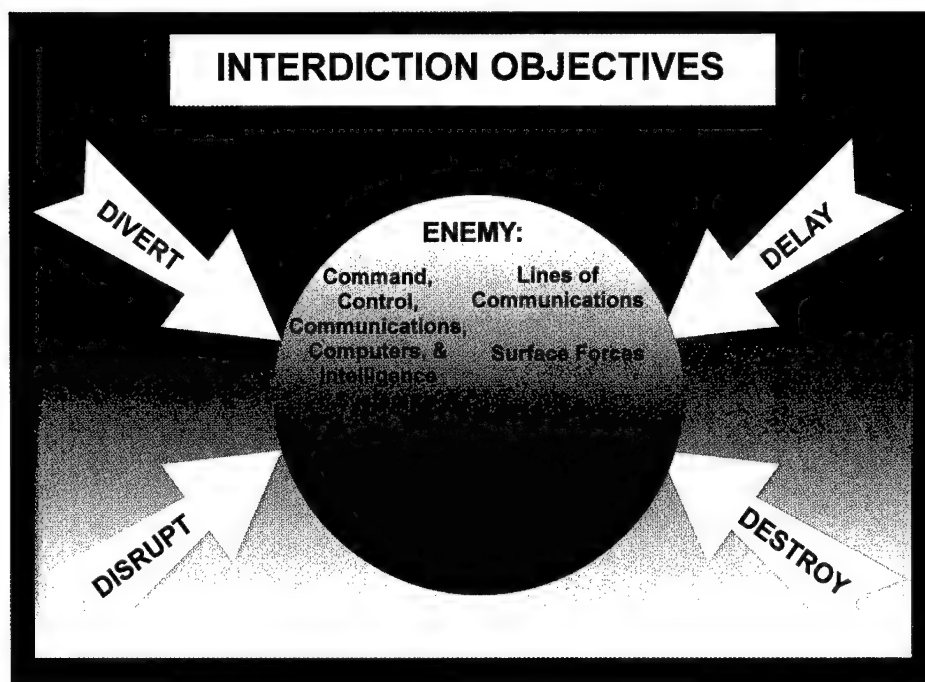 INTERDICTION OBJECTIVES
DIVERT
DELAY
ENEMY:
Command,
Control,
Communications,
Computers, &
Intelligence
Lines of
Communications
Surface Forces
DISRUPT
DESTROY